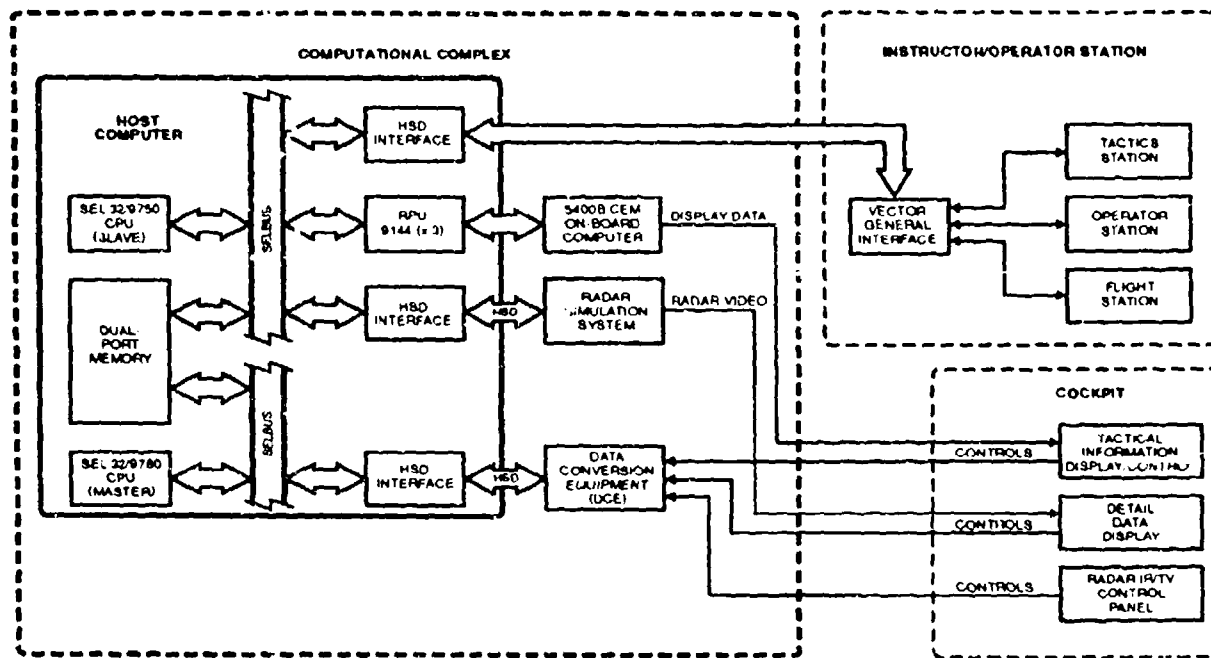 COMPUTATIONAL COMPLEX
INSTRUCTOR/OPERATOR STATION
HOST
COMPUTER
HSD
INTERFACE
SELBUS
SEL 32/9750
CPU
(SLAVE)
RPU
9144 (x 3)
5400B CEM
ON-BOARD
COMPUTER
DISPLAY DATA
VECTOR
GENERAL
INTERFACE
TACTICS
STATION
OPERATOR
STATION
FLIGHT
STATION
DUAL-
PORT
MEMORY
HSD
INTERFACE
HSD
RADAR
SIMULATION
SYSTEM
RADAR VIDEO
SELBUS
SEL 32/9780
CPU
(MASTER)
HSD
INTERFACE
HSD
DATA
CONVERSION
EQUIPMENT
(DCE)
COCKPIT
CONTROLS
TACTICAL
INFORMATION
DISPLAY/CONTROL
CONTROLS
DETAIL
DATA
DISPLAY
CONTROLS
RADAR IR/TV
CONTROL
PANEL